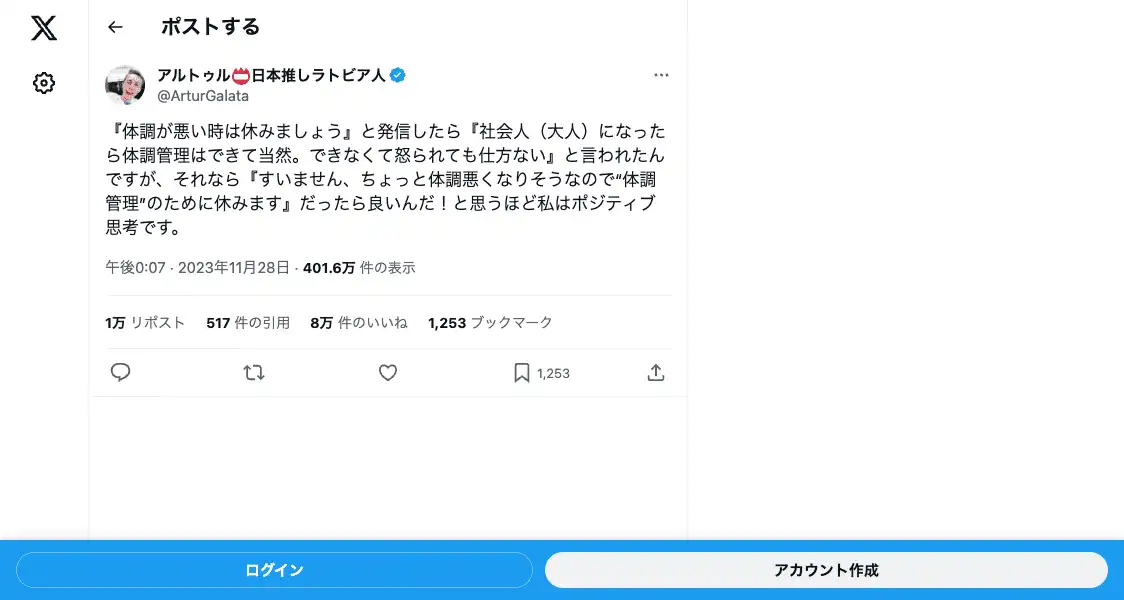 ポストする
アルトゥル📛日本推しラトビア人
@ArturGalata
『体調が悪い時は休みましょう』と発信したら『社会人（大人）になった
ら体調管理はできて当然。できなくて怒られても仕方ない』と言われたん
ですが、それなら『すいません、ちょっと体調悪くなりそうなので“体調
管理”のために休みます』だったら良いんだ！と思うほど私はポジティブ
思考です。
午後0:07 · 2023年11月28日 · 401.6万 件の表示
1万 リポスト 517 件の引用 8万 件のいいね 1,253 ブックマーク
1,253
ログイン アカウント作成